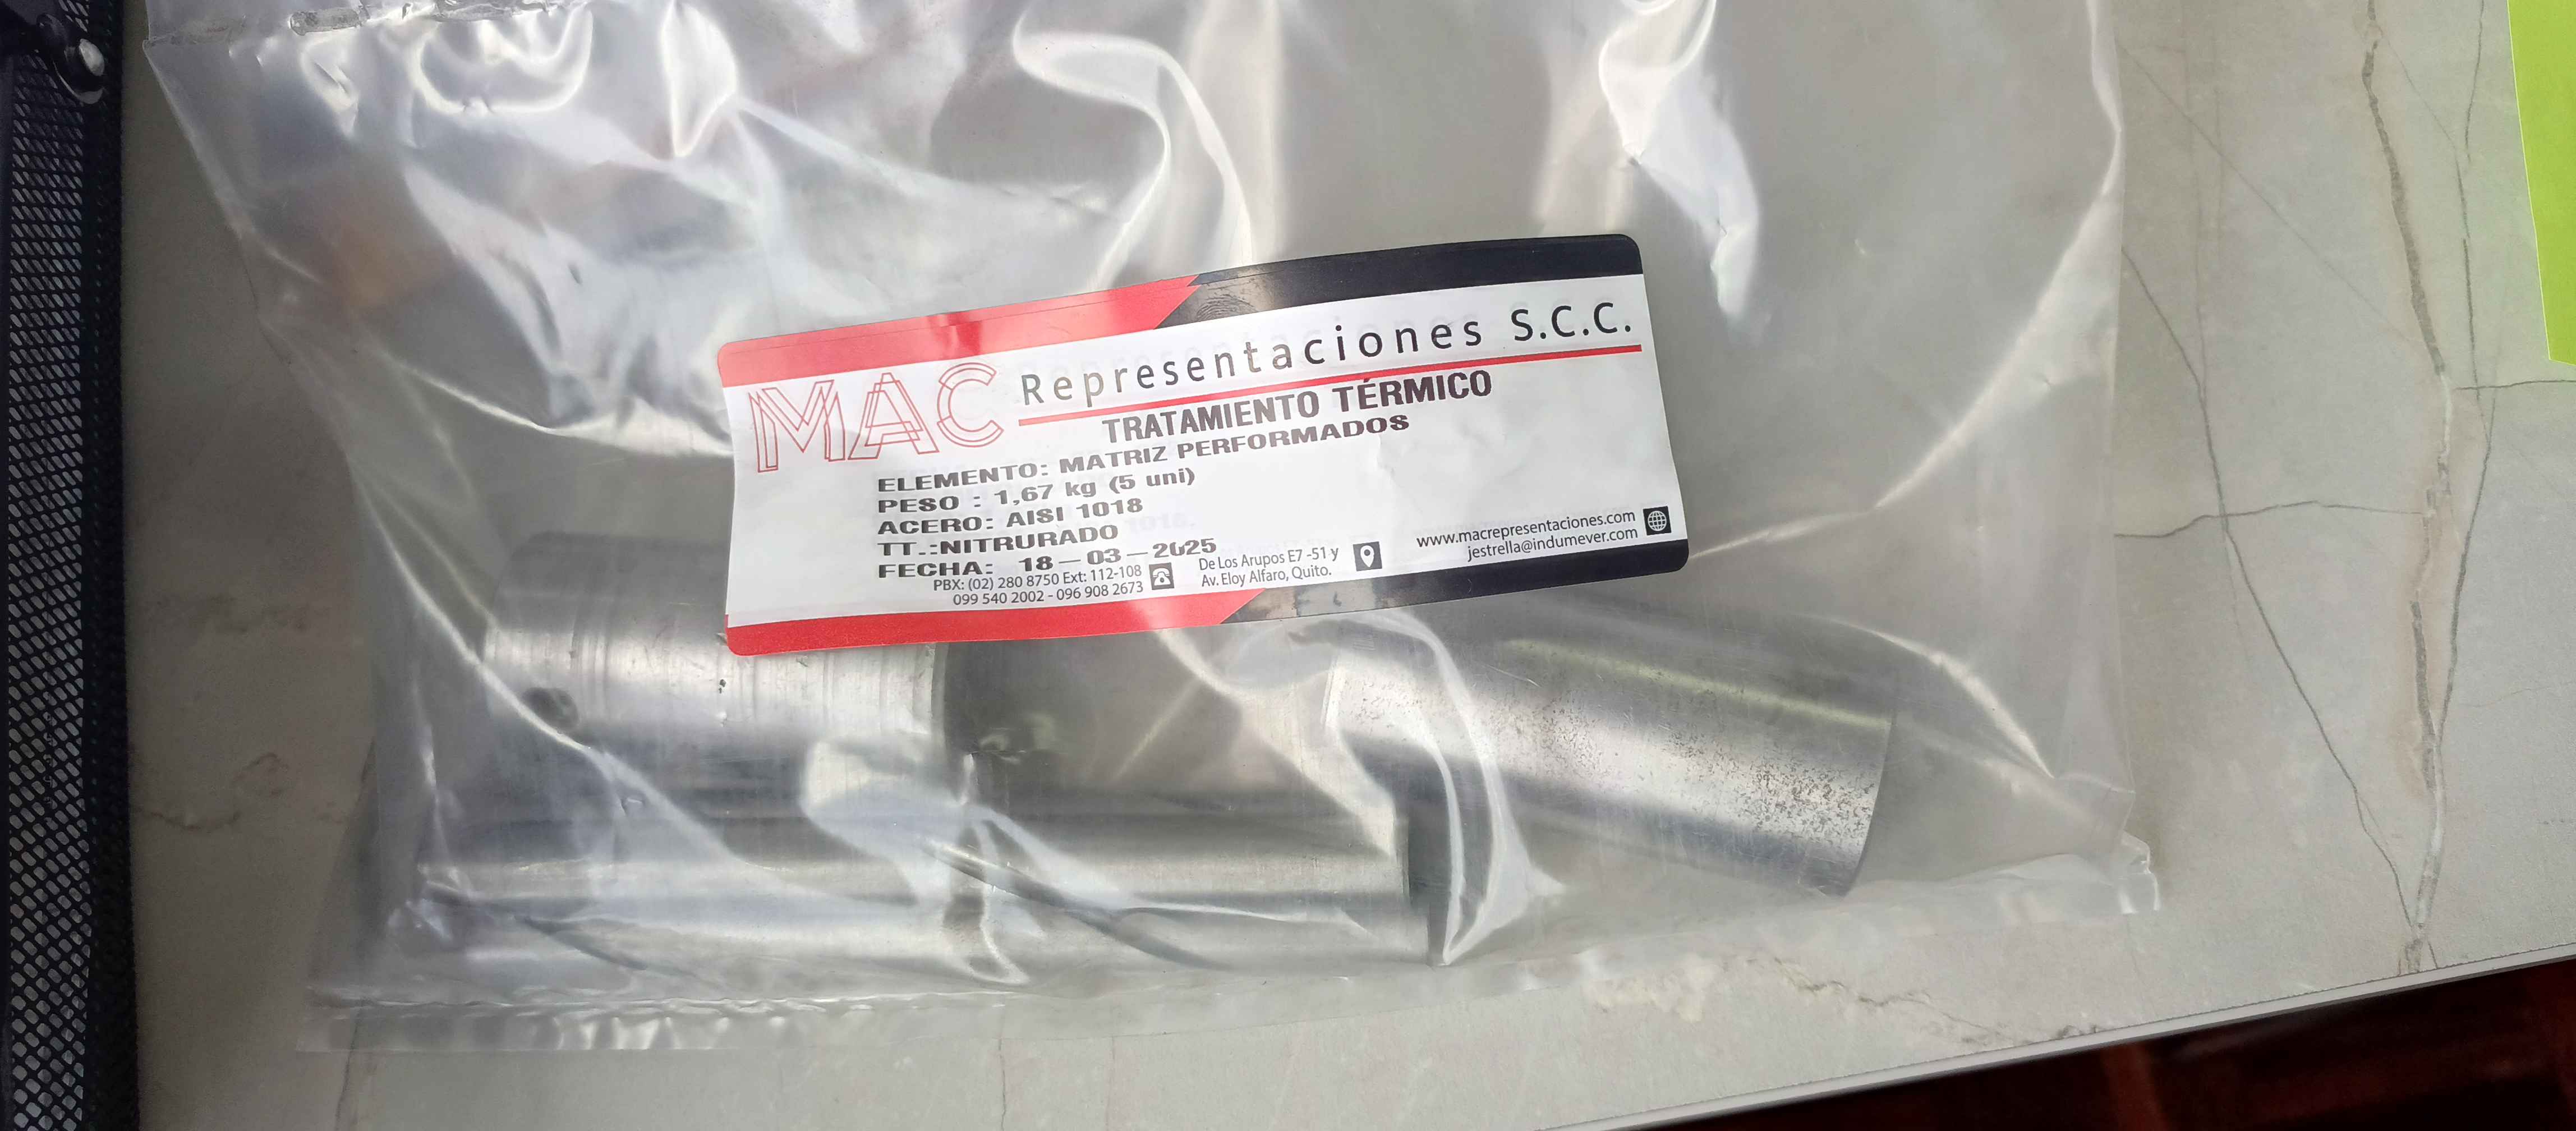 MAC Representaciones S.C.C.
TRATAMIENTO TÉRMICO
ELEMENTO: MATRIZ PERFORMADOS
PESO : 1,67 kg (5 uni)
ACERO: AISI 1018
TT.:NITRURADO
FECHA: 18 – 03 – 2025
PBX: (02) 280 8750 Ext: 112-108
099 540 2002 - 096 908 2673
De Los Arupos E7 -51 y
Av. Eloy Alfaro, Quito.
www.macrepresentaciones.com
jestrella@indumever.com